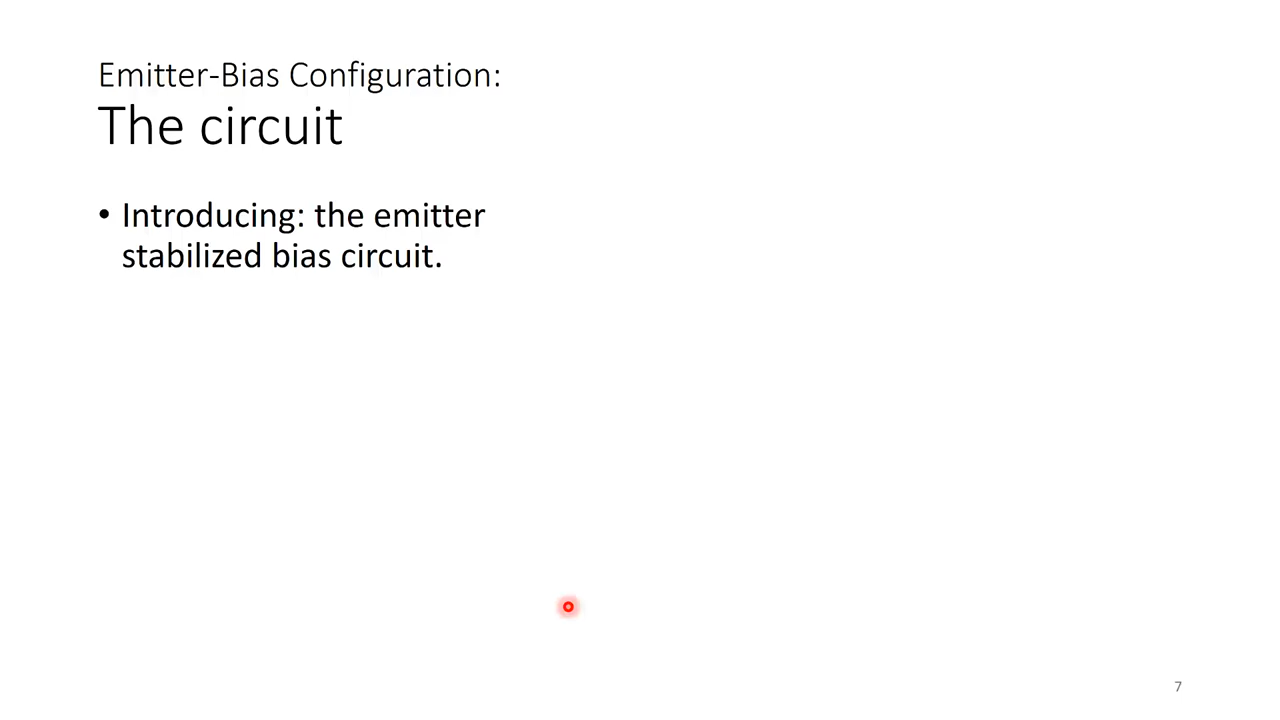 Emitter-Bias Configuration:
The circuit
• Introducing: the emitter
stabilized bias circuit.
7